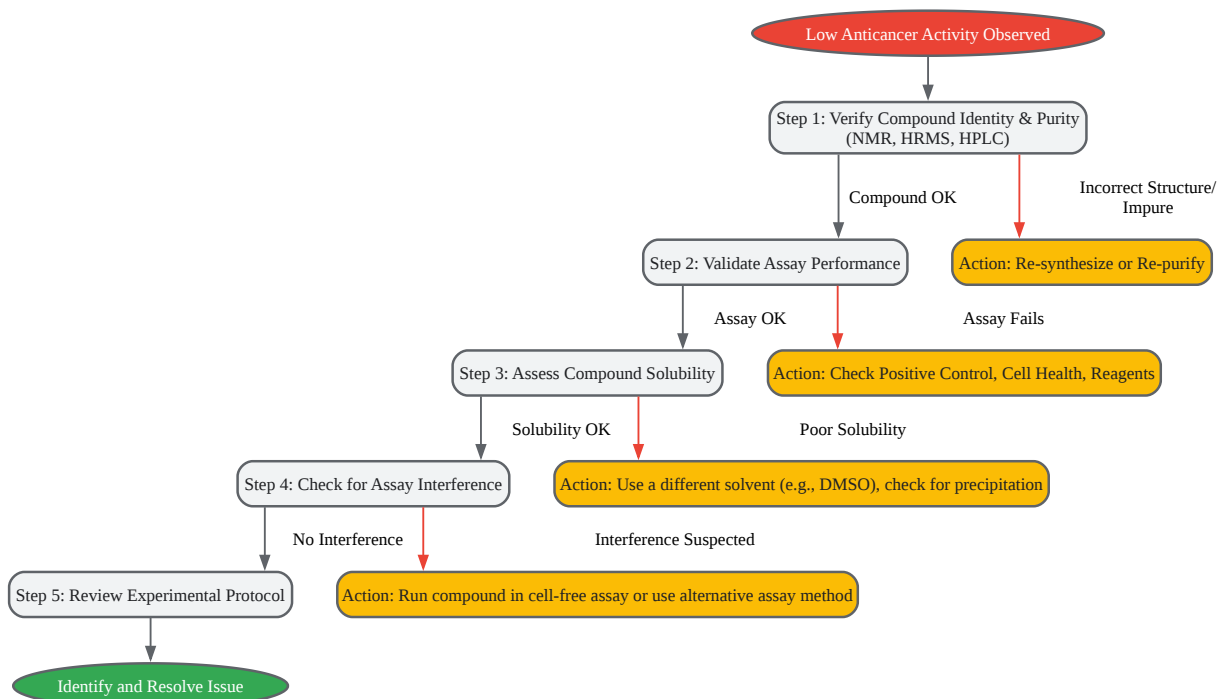 Low Anticancer Activity Observed
Step 1: Verify Compound Identity & Purity
(NMR, HRMS, HPLC)
Compound OK
Incorrect Structure/
Impure
Step 2: Validate Assay Performance
Action: Re-synthesize or Re-purify
Assay OK
Assay Fails
Step 3: Assess Compound Solubility
Action: Check Positive Control, Cell Health, Reagents
Solubility OK
Poor Solubility
Step 4: Check for Assay Interference
Action: Use a different solvent (e.g., DMSO), check for precipitation
No Interference
Interference Suspected
Step 5: Review Experimental Protocol
Action: Run compound in cell-free assay or use alternative assay method
Identify and Resolve Issue